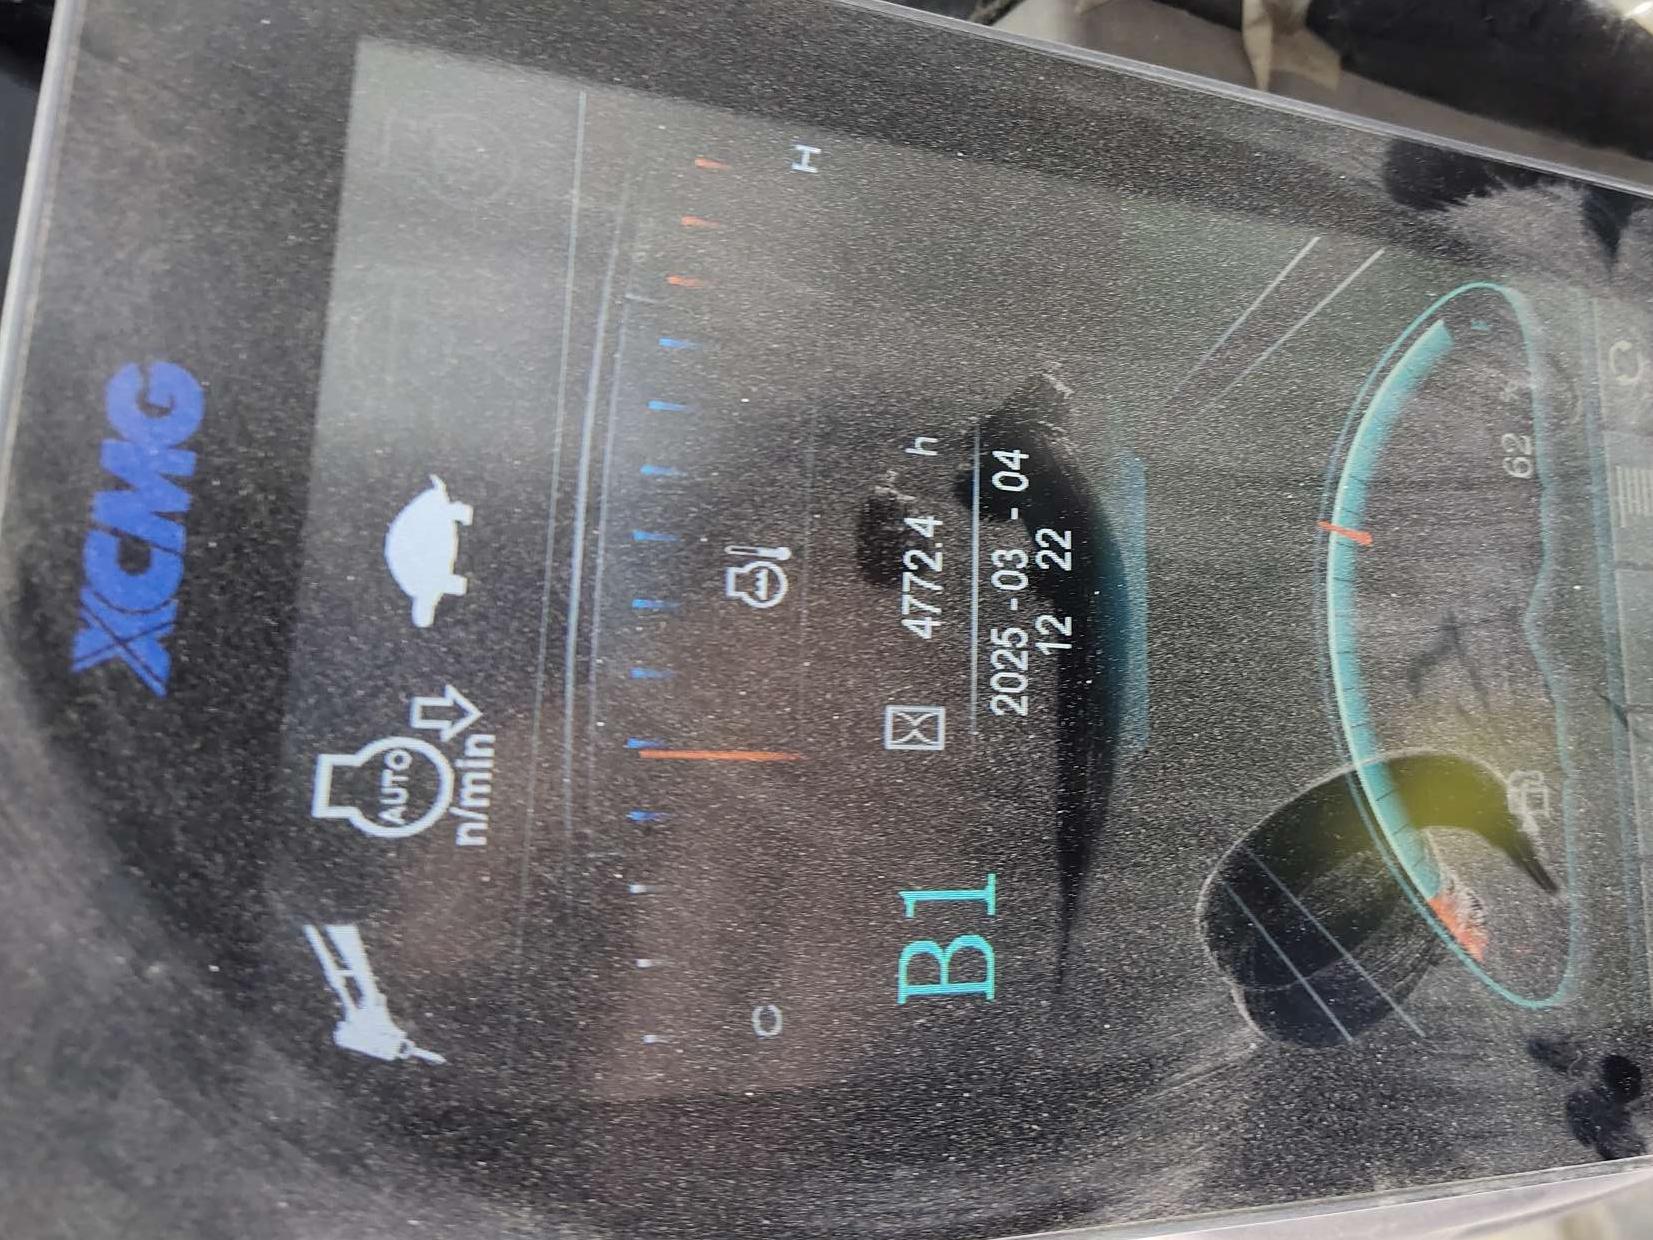 XCMG
AUTO
n/min
C H
4772.4 h
B1
2025 - 03 - 04
12 22
62